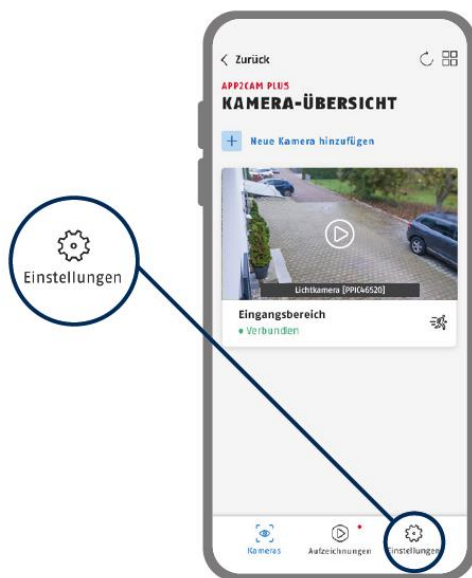 Zurück
APP2CAM PLUS
KAMERA-ÜBERSICHT
+ Neue Kamera hinzufügen
Lichtkamera [PPIC46520]
Eingangsbereich
• Verbunden
Einstellungen
Kameras
Aufzeichnungen
Einstellungen